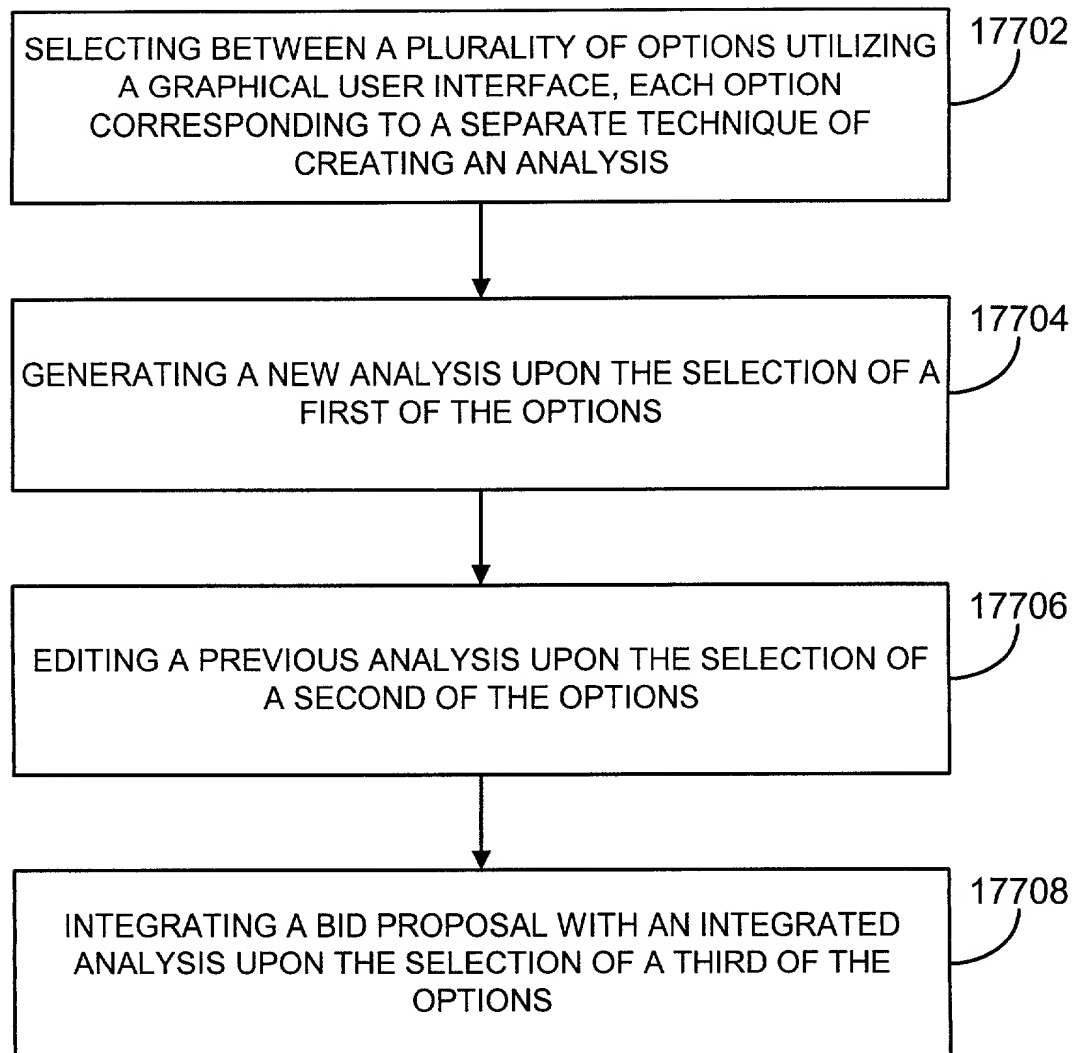 SELECTING BETWEEN A PLURALITY OF OPTIONS UTILIZING
A GRAPHICAL USER INTERFACE, EACH OPTION
CORRESPONDING TO A SEPARATE TECHNIQUE OF
CREATING AN ANALYSIS
17702
GENERATING A NEW ANALYSIS UPON THE SELECTION OF A
FIRST OF THE OPTIONS
17704
EDITING A PREVIOUS ANALYSIS UPON THE SELECTION OF
A SECOND OF THE OPTIONS
17706
INTEGRATING A BID PROPOSAL WITH AN INTEGRATED
ANALYSIS UPON THE SELECTION OF A THIRD OF THE
OPTIONS
17708